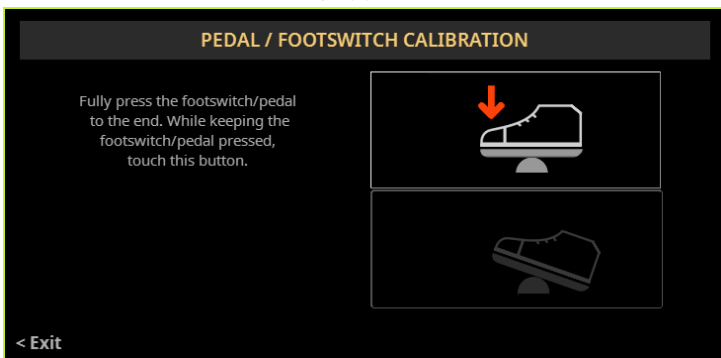 PEDAL / FOOTSWITCH CALIBRATION
Fully press the footswitch/pedal
to the end. While keeping the
footswitch/pedal pressed,
touch this button.
< Exit